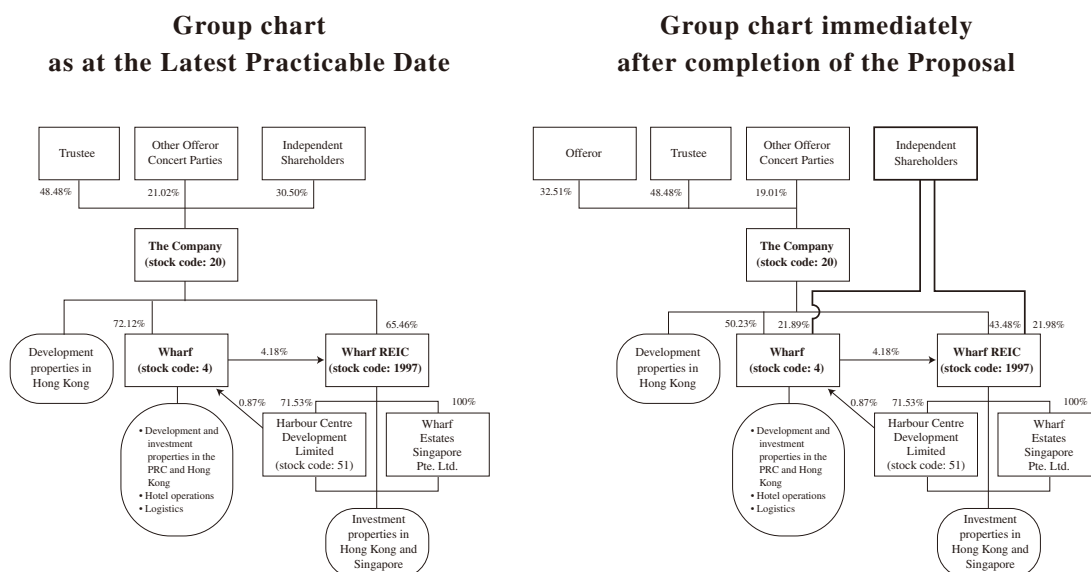 Group chart
as at the Latest Practicable Date
Trustee
Other Offeror
Concert Parties
Independent
Shareholders
48.48%
21.02%
30.50%
The Company
(stock code: 20)
72.12%
65.46%
Development
properties in
Hong Kong
Wharf
(stock code: 4)
4.18%
Wharf REIC
(stock code: 1997)
0.87%
71.53%
100%
• Development and
investment
properties in the
PRC and Hong
Kong
• Hotel operations
• Logistics
Harbour Centre
Development
Limited
(stock code: 51)
Wharf
Estates
Singapore
Pte. Ltd.
Investment
properties in
Hong Kong and
Singapore
Group chart immediately
after completion of the Proposal
Offeror
Trustee
Other Offeror
Concert Parties
Independent
Shareholders
32.51%
48.48%
19.01%
The Company
(stock code: 20)
50.23%
21.89%
43.48%
21.98%
Development
properties in
Hong Kong
Wharf
(stock code: 4)
4.18%
Wharf REIC
(stock code: 1997)
0.87%
71.53%
100%
• Development and
investment
properties in the
PRC and Hong
Kong
• Hotel operations
• Logistics
Harbour Centre
Development
Limited
(stock code: 51)
Wharf
Estates
Singapore
Pte. Ltd.
Investment
properties in
Hong Kong and
Singapore